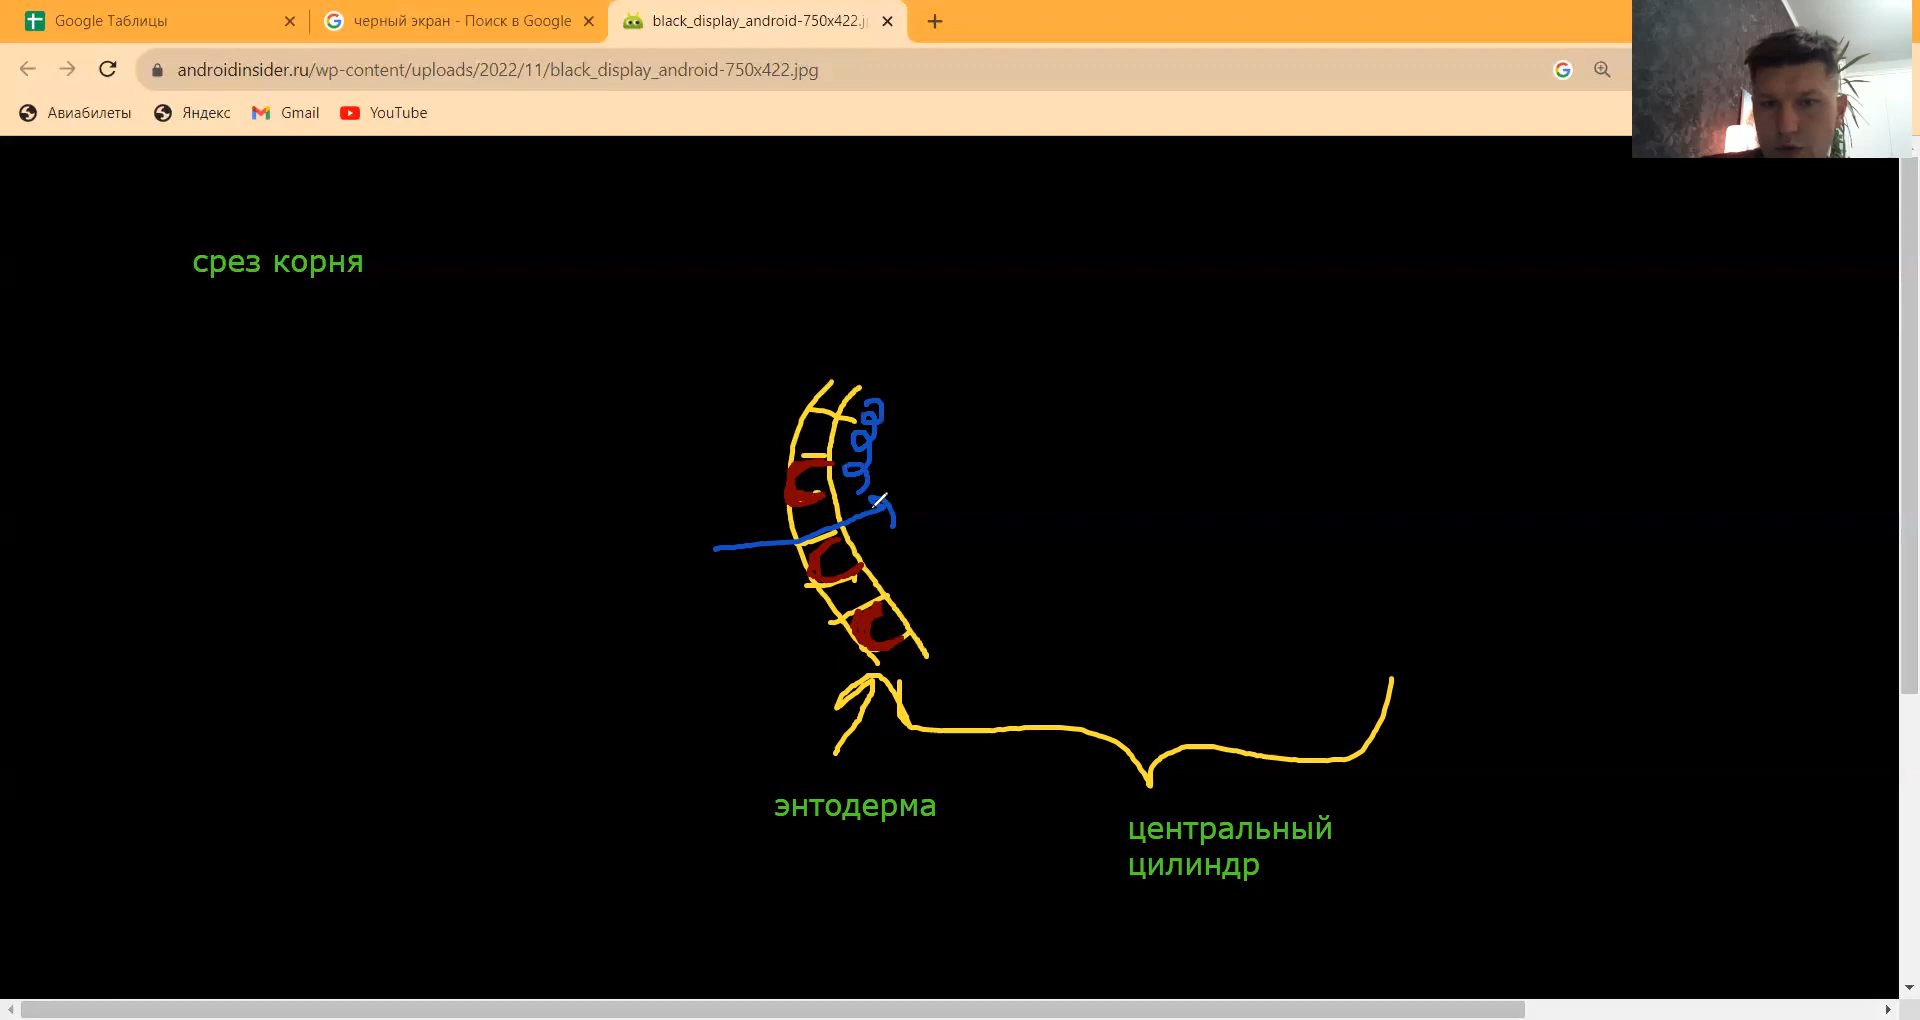 Google Таблицы
черный экран - Поиск в Google
black_display_android-750x422.j
androidinsider.ru/wp-content/uploads/2022/11/black_display_android-750x422.jpg
Авиабилеты
Яндекс
Gmail
YouTube
срез корня
энтодерма
центральный
цилиндр